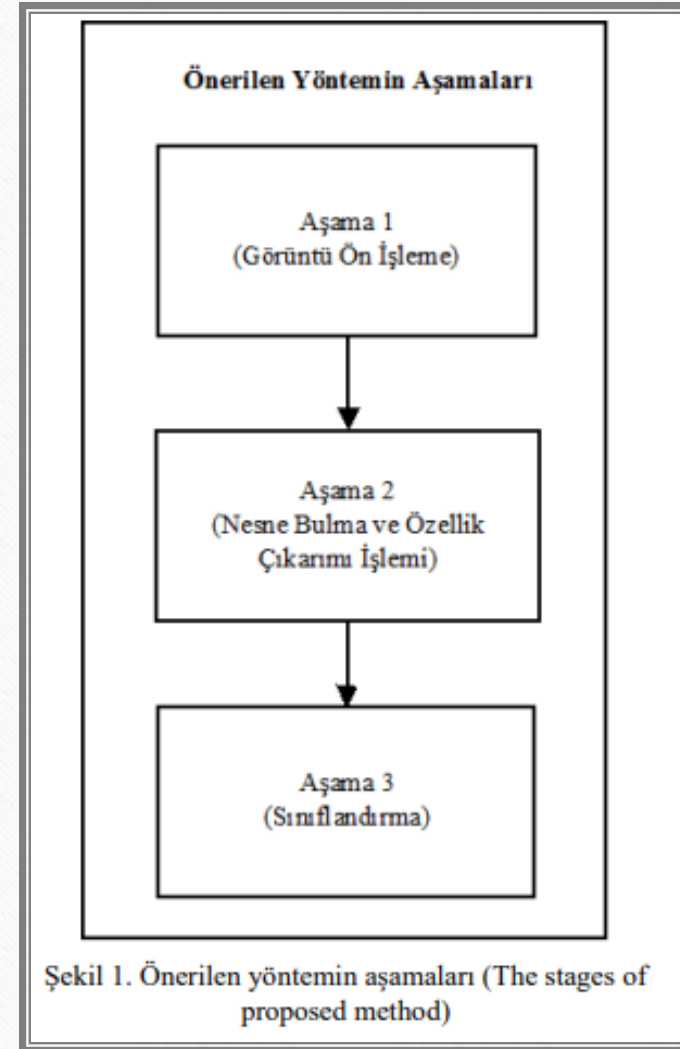 Önerilen Yöntemin Aşamaları
Aşama 1
(Görüntü Ön İşleme)
Aşama 2
(Nesne Bulma ve Özellik
Çıkarımı İşlemi)
Aşama 3
(Sınıflandırma)
Şekil 1. Önerilen yöntemin aşamaları (The stages of
proposed method)